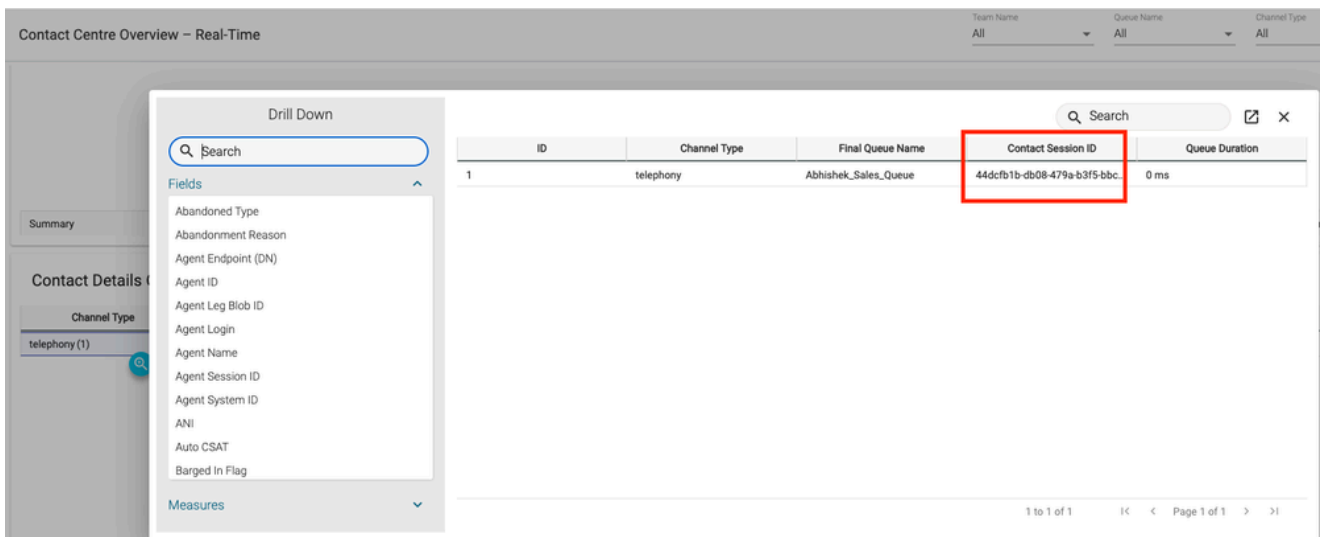 Team Name Queue Name Channel Type
Contact Centre Overview – Real-Time All All All
Drill Down
Search
Search
Fields
Abandoned Type
Abandonment Reason
Agent Endpoint (DN)
Agent ID
Agent Leg Blob ID
Agent Login
Agent Name
Agent Session ID
Agent System ID
ANI
Auto CSAT
Barged In Flag
Measures
ID Channel Type Final Queue Name Contact Session ID Queue Duration
1 telephony Abhishek_Sales_Queue 44dcfb1b-db08-479a-b3f5-bbc... 0 ms
1 to 1 of 1 Page 1 of 1
Summary
Contact Details
Channel Type
telephony (1)